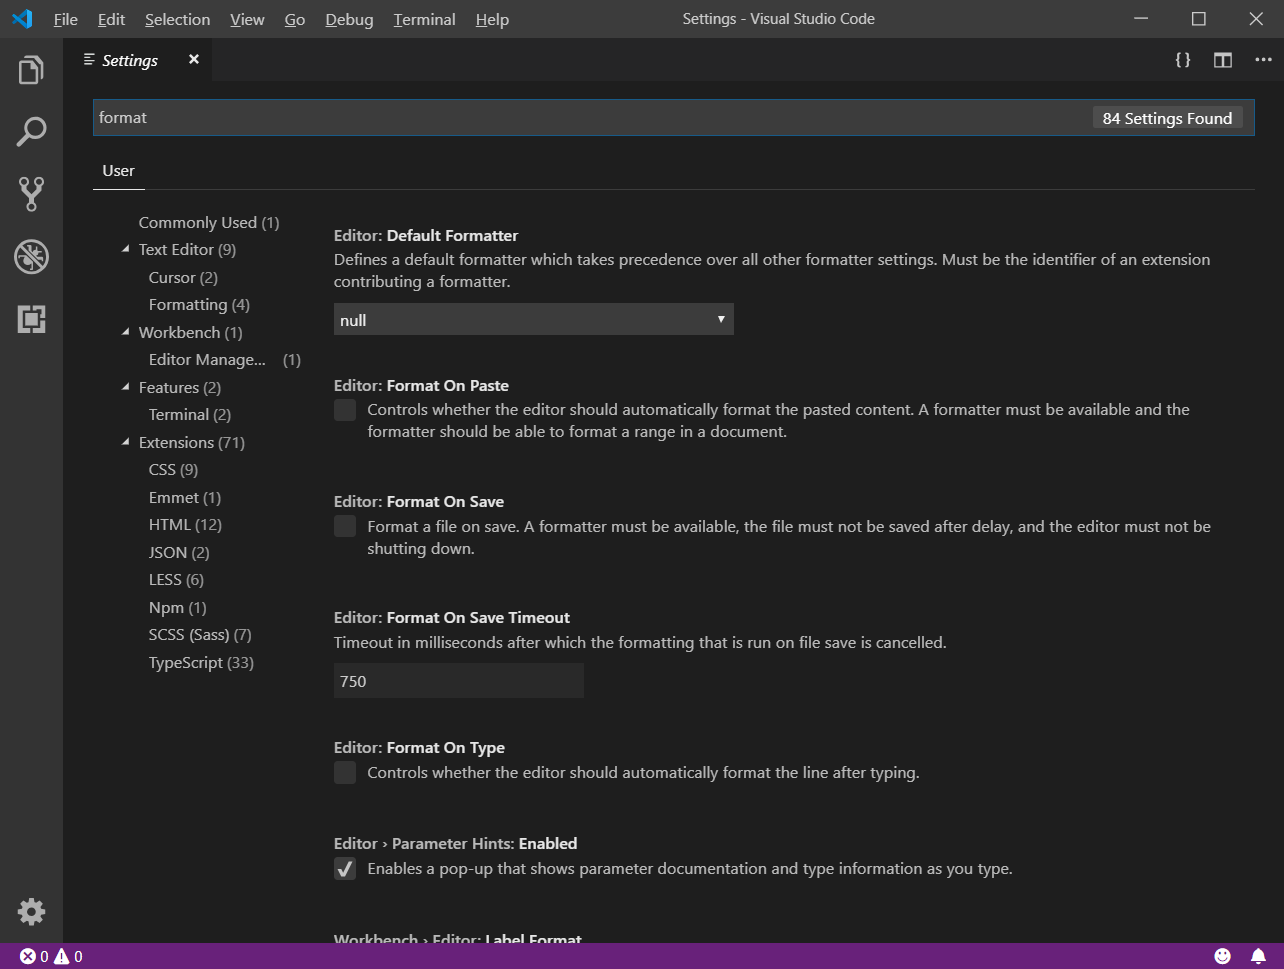 File Edit Selection View Go Debug Terminal Help Settings - Visual Studio Code
Settings
format 84 Settings Found
User
Commonly Used (1)
Text Editor (9)
Cursor (2)
Formatting (4)
Workbench (1)
Editor Manage... (1)
Features (2)
Terminal (2)
Extensions (71)
CSS (9)
Emmet (1)
HTML (12)
JSON (2)
LESS (6)
Npm (1)
SCSS (Sass) (7)
TypeScript (33)
Editor: Default Formatter
Defines a default formatter which takes precedence over all other formatter settings. Must be the identifier of an extension
contributing a formatter.
null
Editor: Format On Paste
Controls whether the editor should automatically format the pasted content. A formatter must be available and the
formatter should be able to format a range in a document.
Editor: Format On Save
Format a file on save. A formatter must be available, the file must not be saved after delay, and the editor must not be
shutting down.
Editor: Format On Save Timeout
Timeout in milliseconds after which the formatting that is run on file save is cancelled.
750
Editor: Format On Type
Controls whether the editor should automatically format the line after typing.
Editor › Parameter Hints: Enabled
Enables a pop-up that shows parameter documentation and type information as you type.
Workbench › Editor: Label Format
0 0